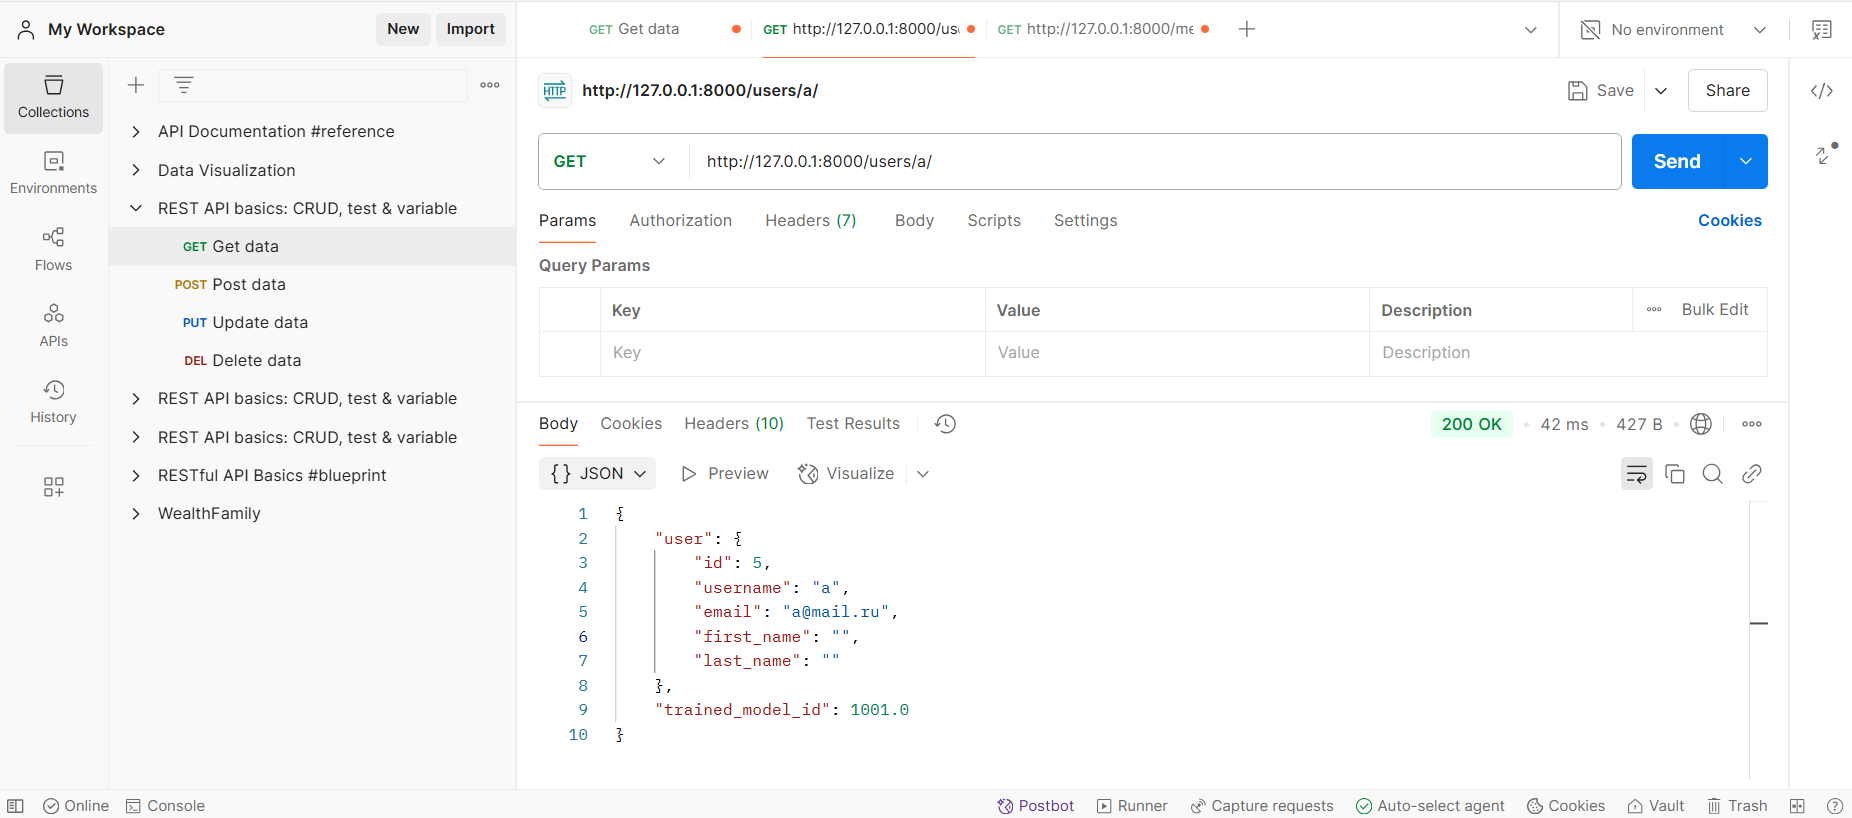 My Workspace
New
Import
GET Get data
GET http://127.0.0.1:8000/use
GET http://127.0.0.1:8000/me
No environment
Collections
Environments
Flows
APIs
History
API Documentation #reference
Data Visualization
REST API basics: CRUD, test & variable
GET Get data
POST Post data
PUT Update data
DEL Delete data
REST API basics: CRUD, test & variable
REST API basics: CRUD, test & variable
RESTful API Basics #blueprint
WealthFamily
HTTP http://127.0.0.1:8000/users/a/
Save
Share
GET
http://127.0.0.1:8000/users/a/
Send
Params Authorization Headers (7) Body Scripts Settings
Cookies
Query Params
Key Value Description
Bulk Edit
Key Value Description
Body Cookies Headers (10) Test Results
200 OK • 42 ms • 427 B •
{} JSON
Preview
Visualize
1 {
2 "user": {
3 "id": 5,
4 "username": "a",
5 "email": "a@mail.ru",
6 "first_name": "",
7 "last_name": ""
8 },
9 "trained_model_id": 1001.0
10 }
Online
Console
Postbot
Runner
Capture requests
Auto-select agent
Cookies
Vault
Trash